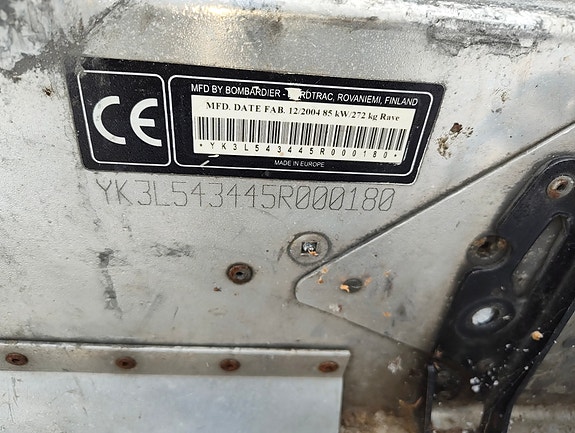 CE
MFD BY BOMBARDIER - RDTRAC, ROVANIEMI, FINLAND
MFD. DATE FAB. 12/2004 85 kW/272 kg Rave
* Y K 3 L 5 4 3 4 4 5 R 0 0 0 1 8 0 *
MADE IN EUROPE
YK3L543445R000180